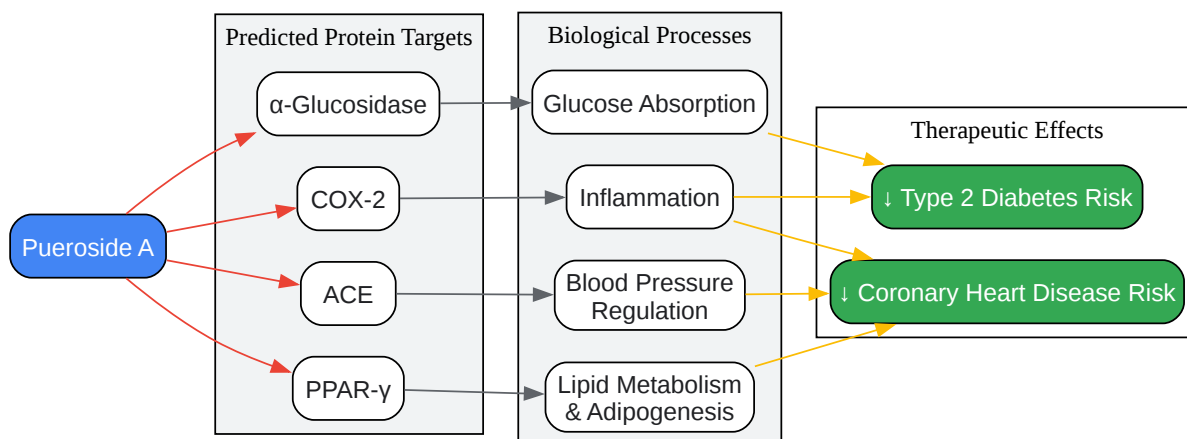 Pueroside A
Predicted Protein Targets
α-Glucosidase
COX-2
ACE
PPAR-γ
Biological Processes
Glucose Absorption
Inflammation
Blood Pressure
Regulation
Lipid Metabolism
& Adipogenesis
Therapeutic Effects
↓ Type 2 Diabetes Risk
↓ Coronary Heart Disease Risk